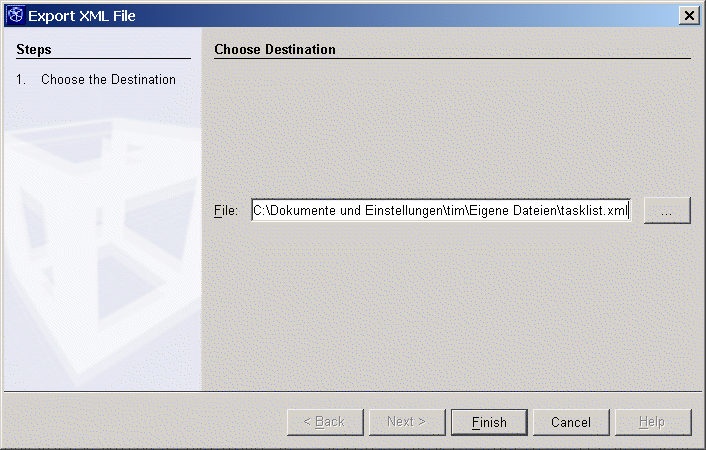 Export XML File
Steps
1. Choose the Destination
Choose Destination
File: C:\Dokumente und Einstellungen\tim\Eigene Dateien\tasklist.xml ...
< Back Next > Finish Cancel Help